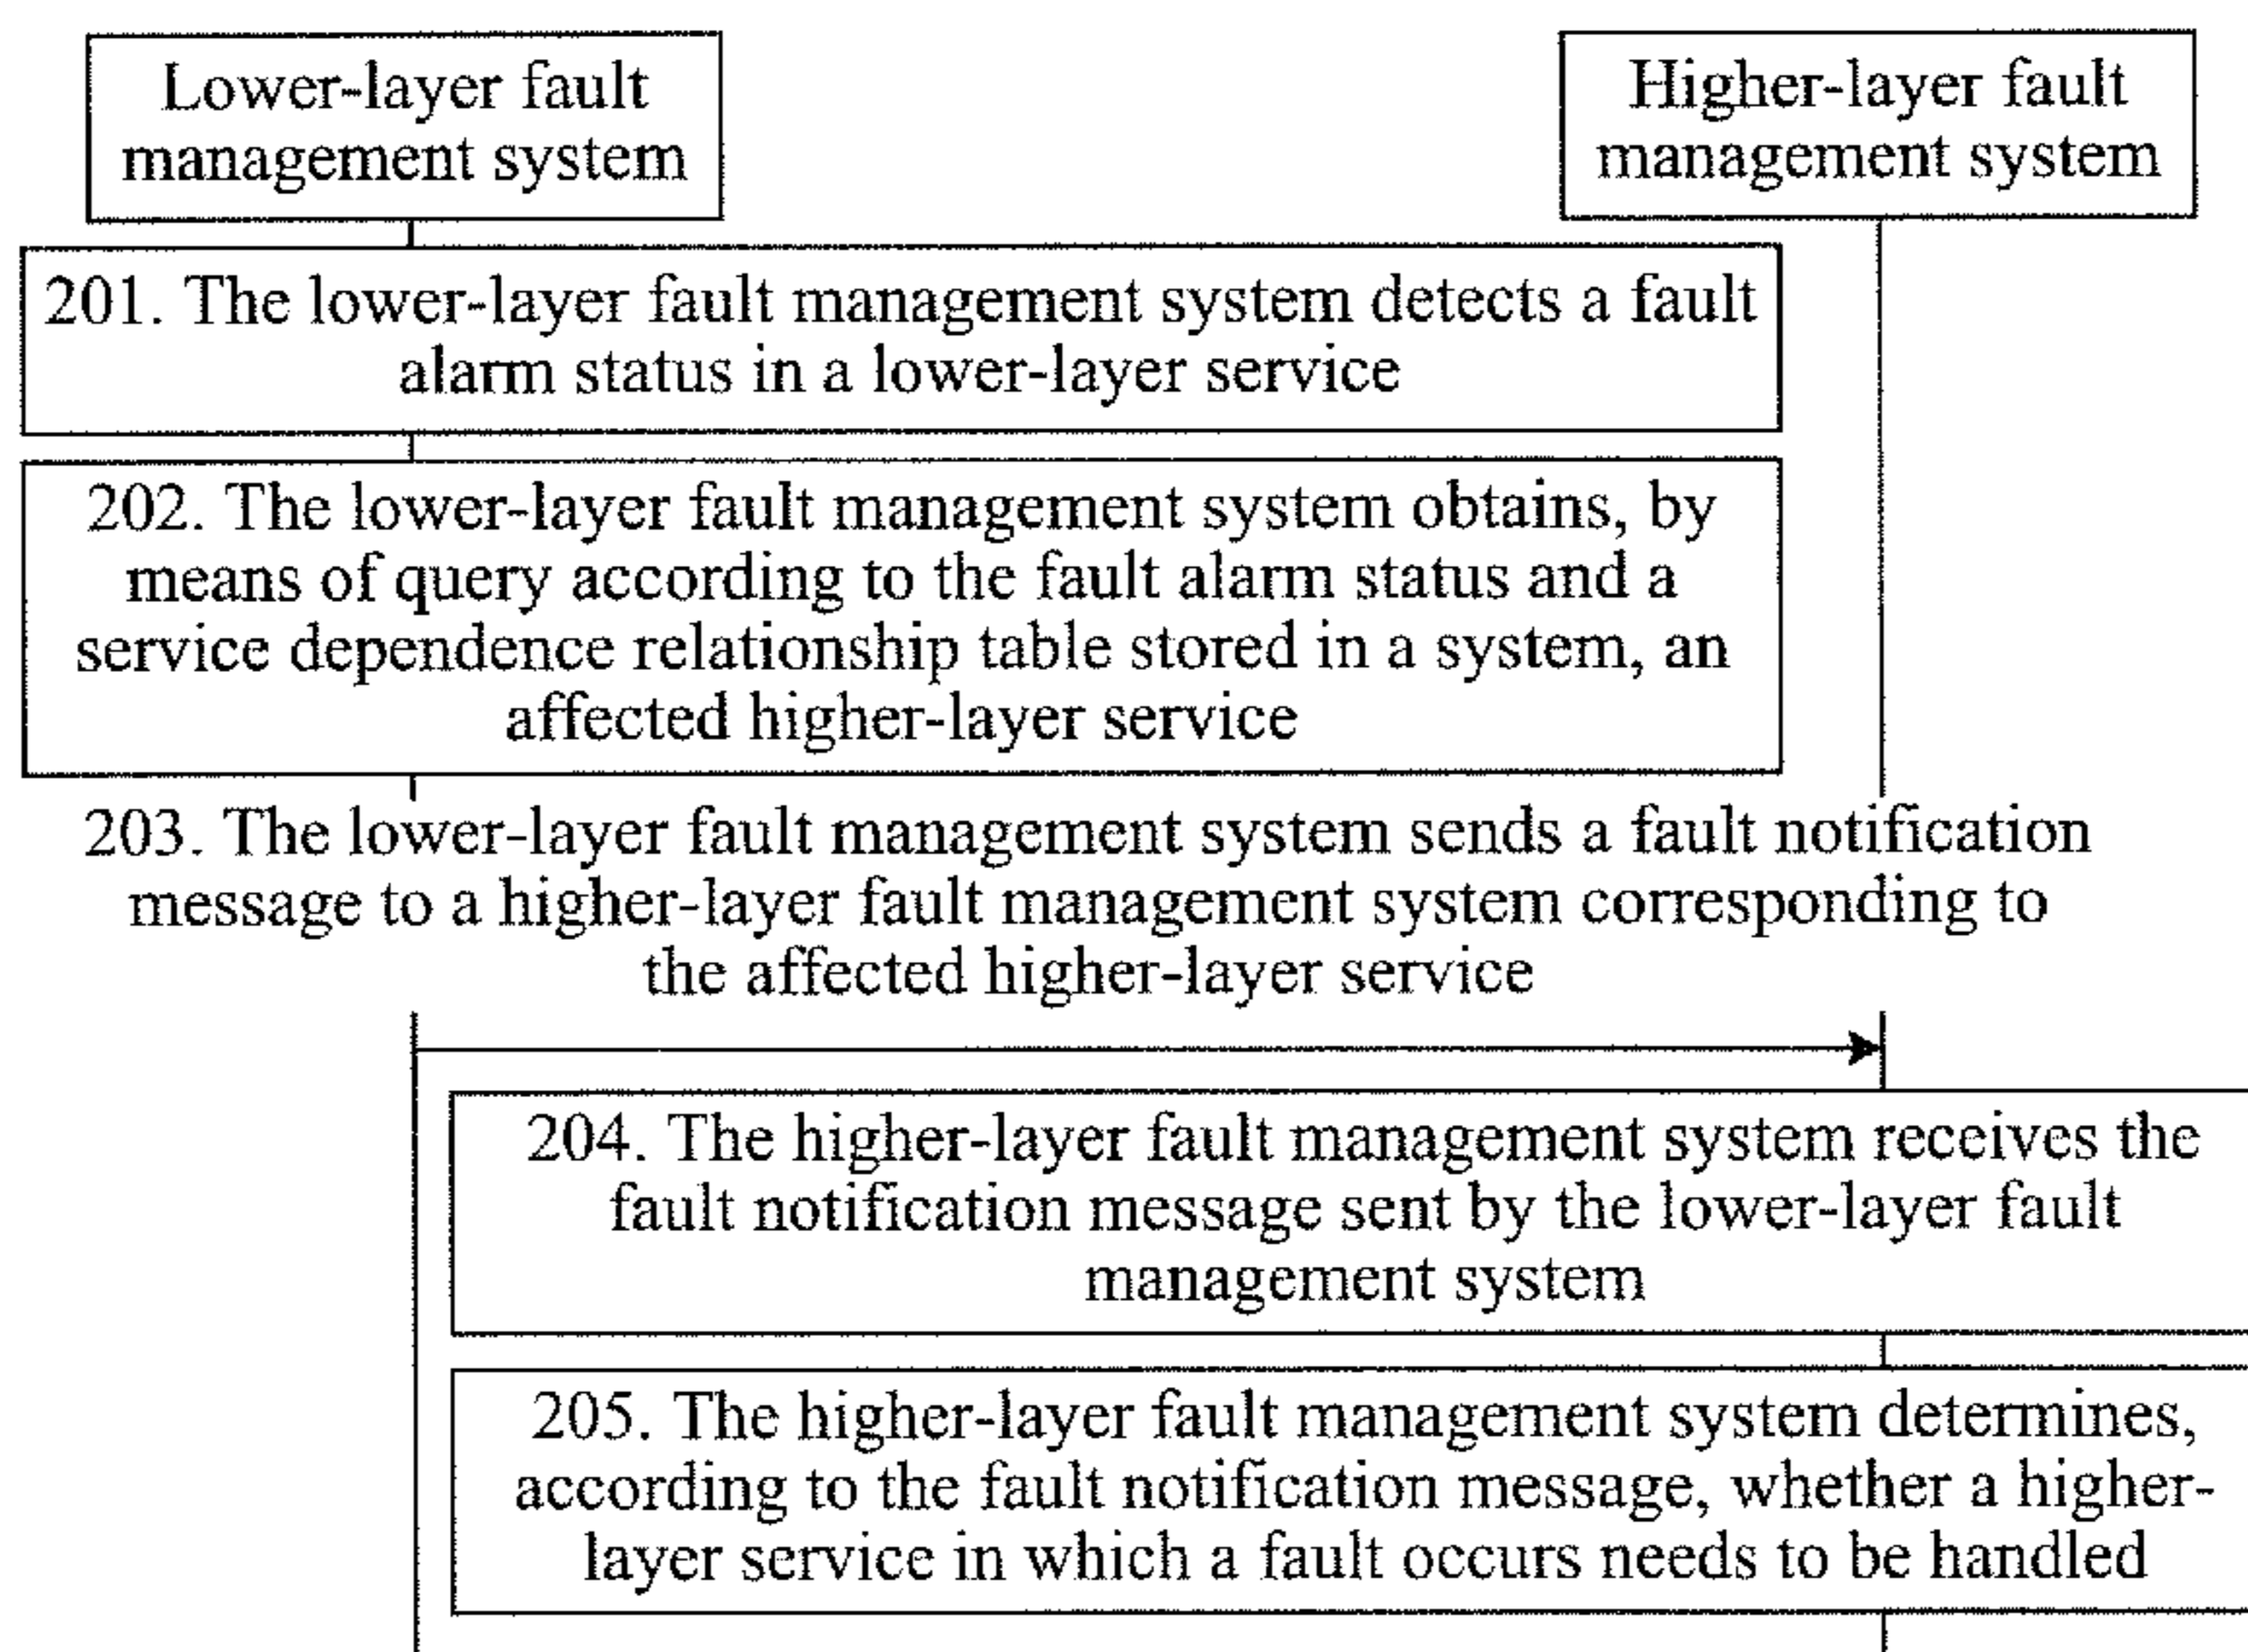 Lower-layer fault
management system
Higher-layer fault
management system
201. The lower-layer fault management system detects a fault
alarm status in a lower-layer service
202. The lower-layer fault management system obtains, by
means of query according to the fault alarm status and a
service dependence relationship table stored in a system, an
affected higher-layer service
203. The lower-layer fault management system sends a fault notification
message to a higher-layer fault management system corresponding to
the affected higher-layer service
204. The higher-layer fault management system receives the
fault notification message sent by the lower-layer fault
management system
205. The higher-layer fault management system determines,
according to the fault notification message, whether a higher-
layer service in which a fault occurs needs to be handled